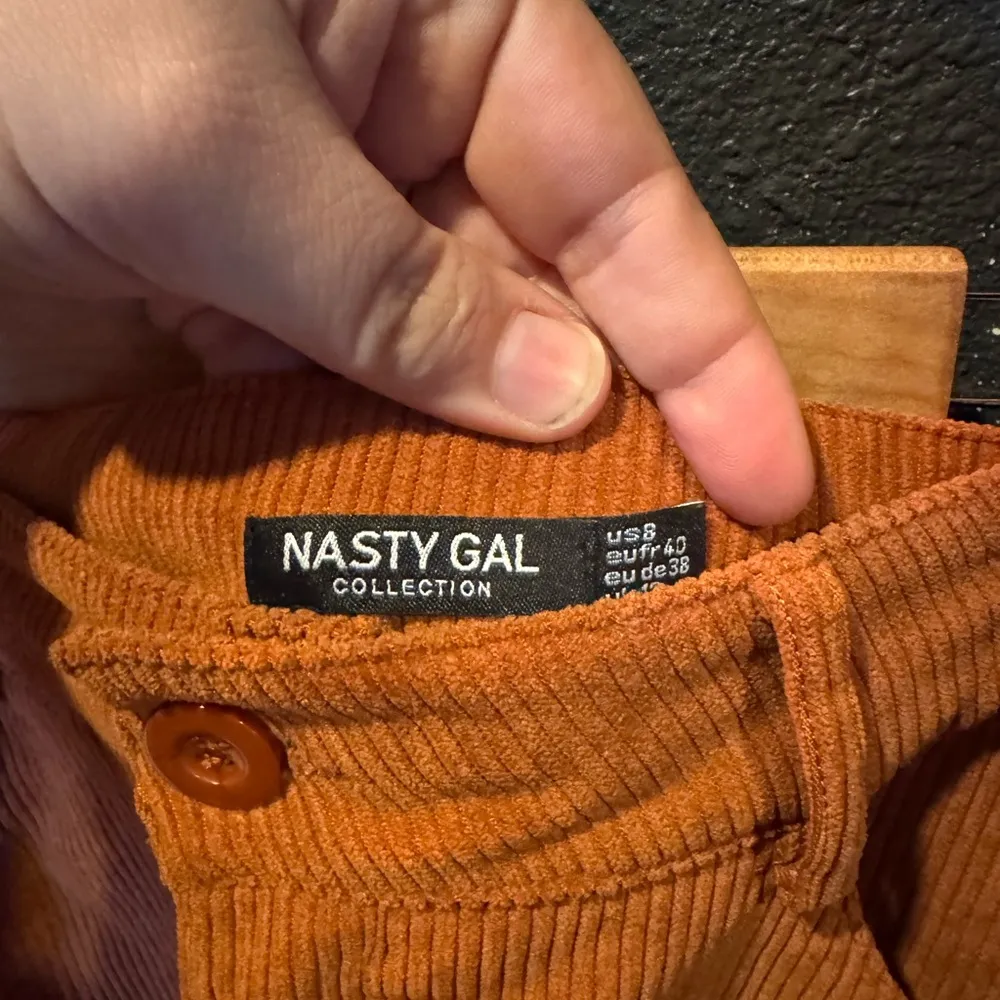 NASTY GAL
COLLECTION
us8
eufr40
eu de38